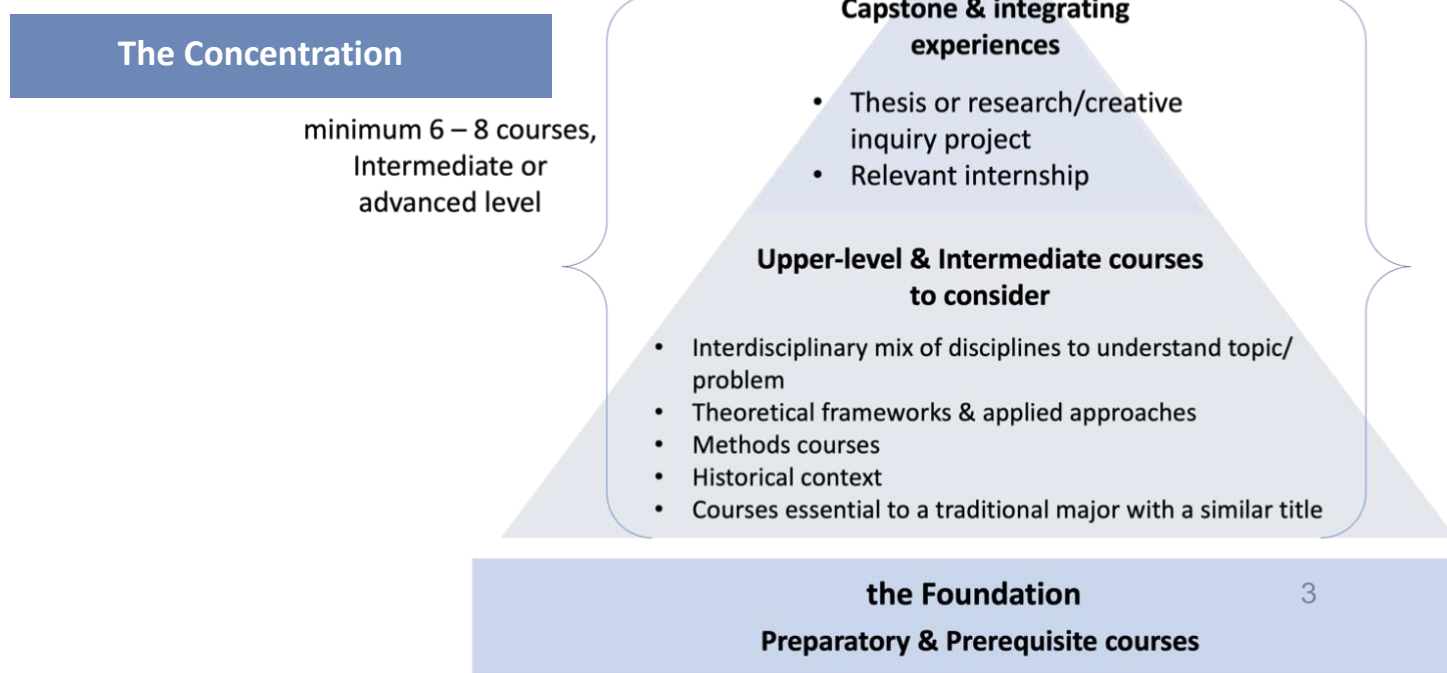 The Concentration
minimum 6 – 8 courses,
Intermediate or
advanced level
Capstone & integrating
experiences
• Thesis or research/creative
inquiry project
• Relevant internship
Upper-level & Intermediate courses
to consider
• Interdisciplinary mix of disciplines to understand topic/
problem
• Theoretical frameworks & applied approaches
• Methods courses
• Historical context
• Courses essential to a traditional major with a similar title
the Foundation
3
Preparatory & Prerequisite courses